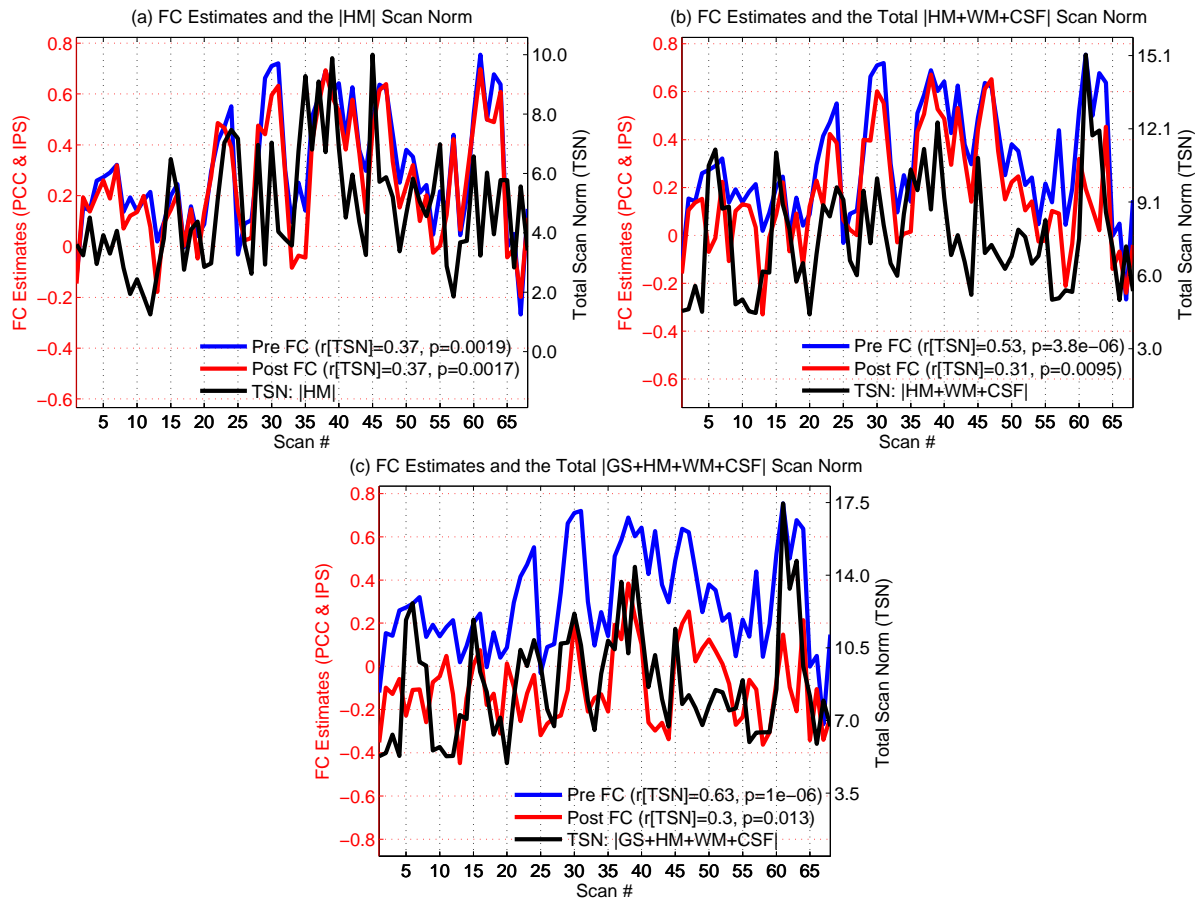 (a) FC Estimates and the |HM| Scan Norm
FC Estimates (PCC & IPS)
0.8
0.6
0.4
0.2
0
−0.2
−0.4
−0.6
10.0
8.0
6.0
4.0
2.0
0.0
Total Scan Norm (TSN)
Pre FC (r[TSN]=0.37, p=0.0019)
Post FC (r[TSN]=0.37, p=0.0017)
TSN: |HM|
5 10 15 20 25 30 35 40 45 50 55 60 65
Scan #
(b) FC Estimates and the Total |HM+WM+CSF| Scan Norm
FC Estimates (PCC & IPS)
0.8
0.6
0.4
0.2
0
−0.2
−0.4
−0.6
15.1
12.1
9.1
6.0
3.0
Total Scan Norm (TSN)
Pre FC (r[TSN]=0.53, p=3.8e−06)
Post FC (r[TSN]=0.31, p=0.0095)
TSN: |HM+WM+CSF|
5 10 15 20 25 30 35 40 45 50 55 60 65
Scan #
(c) FC Estimates and the Total |GS+HM+WM+CSF| Scan Norm
FC Estimates (PCC & IPS)
0.8
0.6
0.4
0.2
0
−0.2
−0.4
−0.6
−0.8
17.5
14.0
10.5
7.0
3.5
Total Scan Norm (TSN)
Pre FC (r[TSN]=0.63, p=1e−06)
Post FC (r[TSN]=0.3, p=0.013)
TSN: |GS+HM+WM+CSF|
5 10 15 20 25 30 35 40 45 50 55 60 65
Scan #